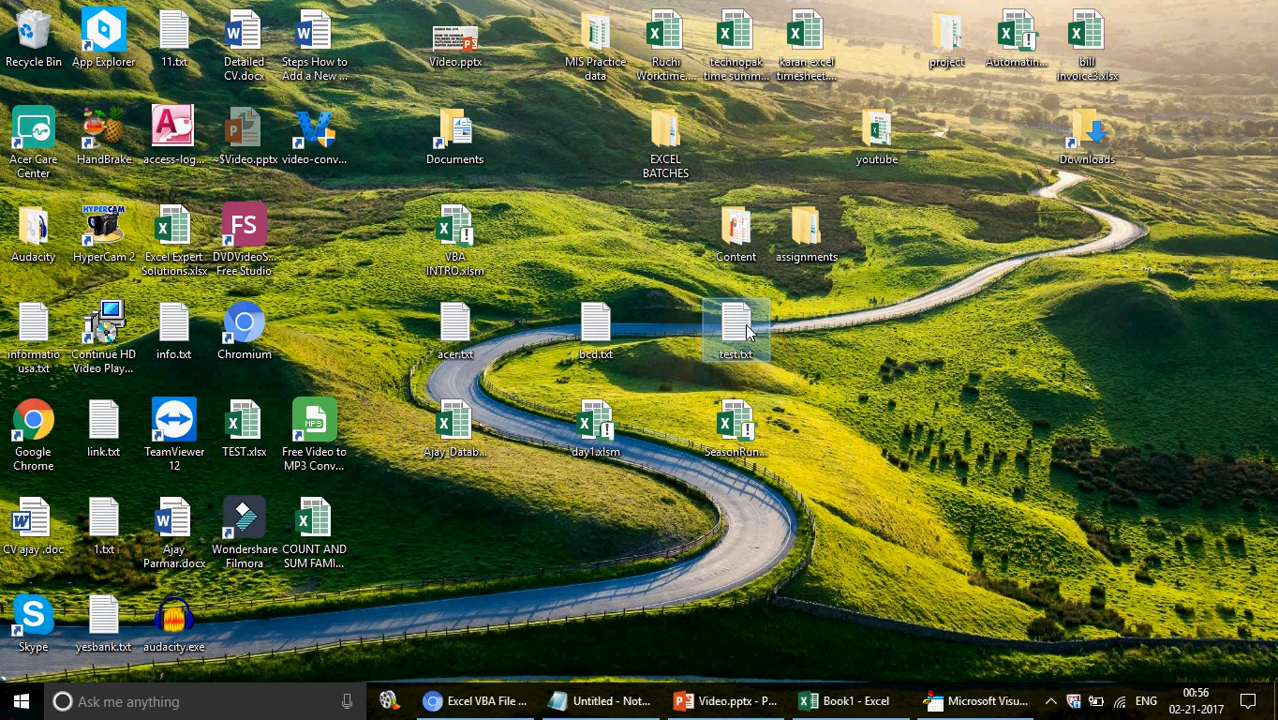 Recycle Bin
App Explorer
11.txt
Detailed
CV.docx
Steps How to
Add a New ...
Video.pptx
MIS Practice
data
Ruchi
Worktime....
technopak
time summ...
karan excel
timesheet....
project
Automatin...
bill
invoice3.xlsx
Acer Care
Center
HandBrake
access-log...
~$Video.pptx
video-conv...
Documents
EXCEL
BATCHES
youtube
Downloads
Audacity
HYPERCAM
HyperCam 2
Excel Expert
Solutions.xlsx
FS
DVDVideoS...
Free Studio
VBA
INTRO.xlsm
Content
assignments
informatio
usa.txt
Continue HD
Video Play...
info.txt
Chromium
acer.txt
bcd.txt
test.txt
Google
Chrome
link.txt
TeamViewer
12
TEST.xlsx
MP3
Free Video to
MP3 Conv...
Ajay_Datab...
day1.xlsm
SeasonRun...
CV ajay .doc
1.txt
Ajay
Parmar.docx
Wondershare
Filmora
COUNT AND
SUM FAMI...
Skype
yesbank.txt
audacity.exe
Ask me anything
Excel VBA File ...
Untitled - Not...
Video.pptx - P...
Book1 - Excel
Microsoft Visu...
ENG
00:56
02-21-2017